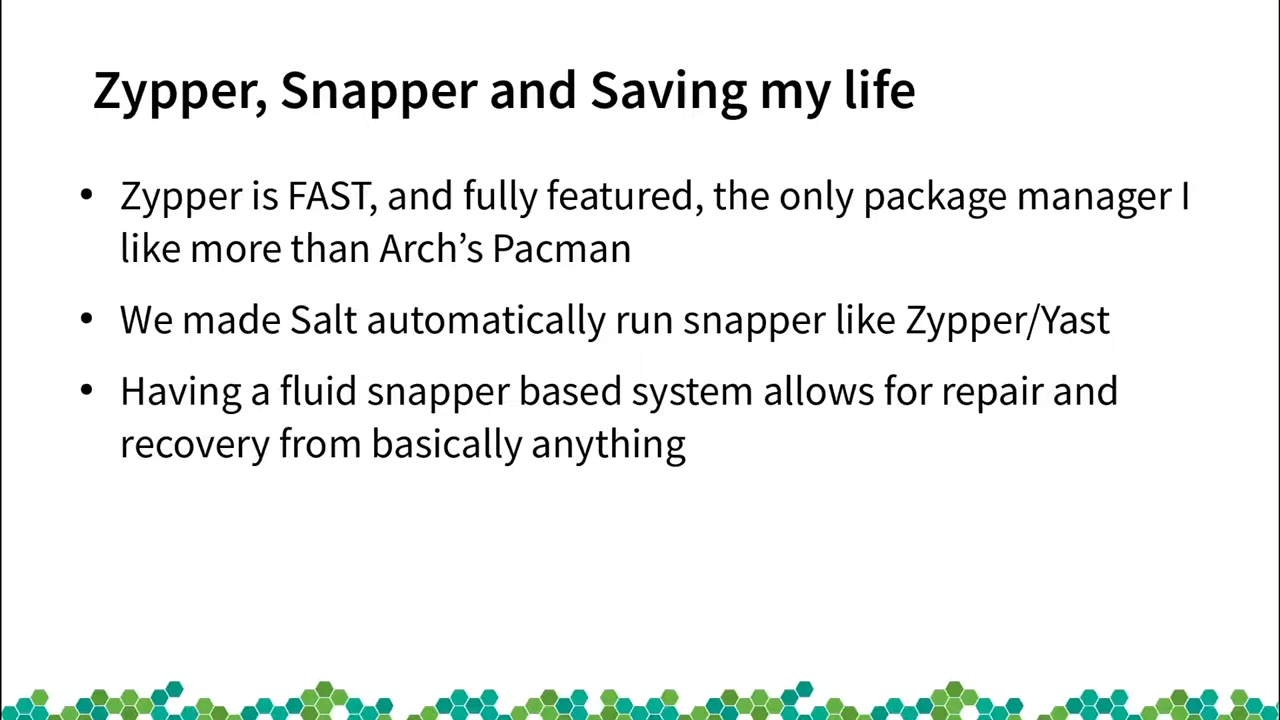 Zypper, Snapper and Saving my life
• Zypper is FAST, and fully featured, the only package manager I
like more than Arch’s Pacman
• We made Salt automatically run snapper like Zypper/Yast
• Having a fluid snapper based system allows for repair and
recovery from basically anything